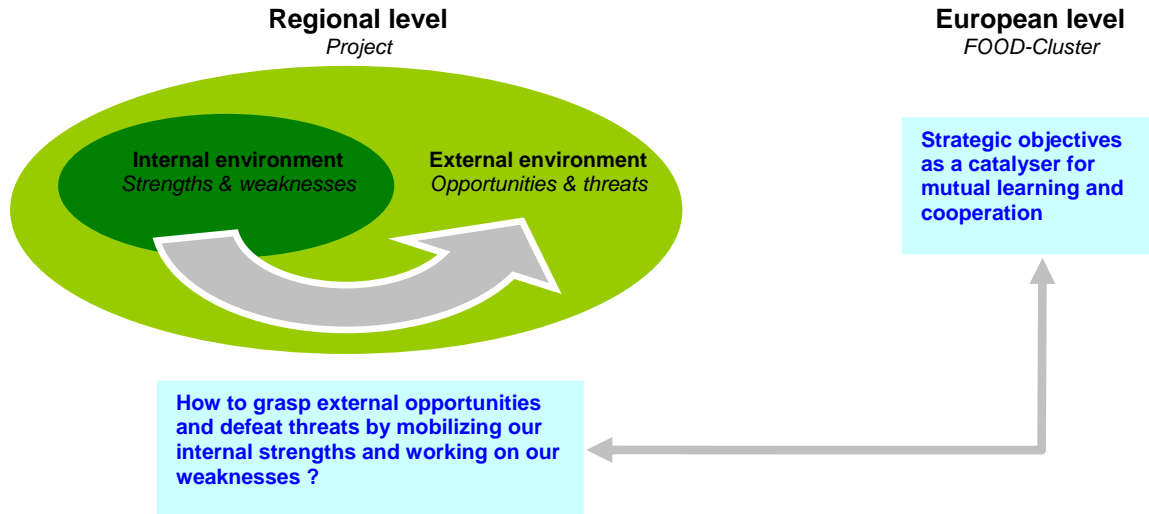 Regional level
Project
European level
FOOD-Cluster
Internal environment
Strengths & weaknesses
External environment
Opportunities & threats
Strategic objectives
as a catalyser for
mutual learning and
cooperation
How to grasp external opportunities
and defeat threats by mobilizing our
internal strengths and working on our
weaknesses ?